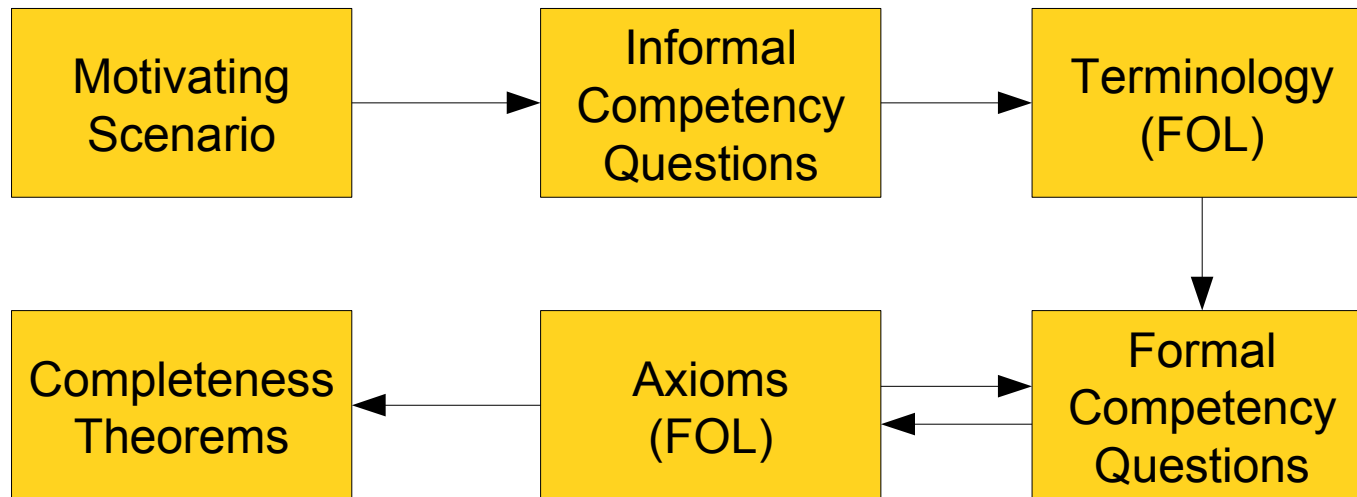 Motivating
Scenario
Informal
Competency
Questions
Terminology
(FOL)
Completeness
Theorems
Axioms
(FOL)
Formal
Competency
Questions